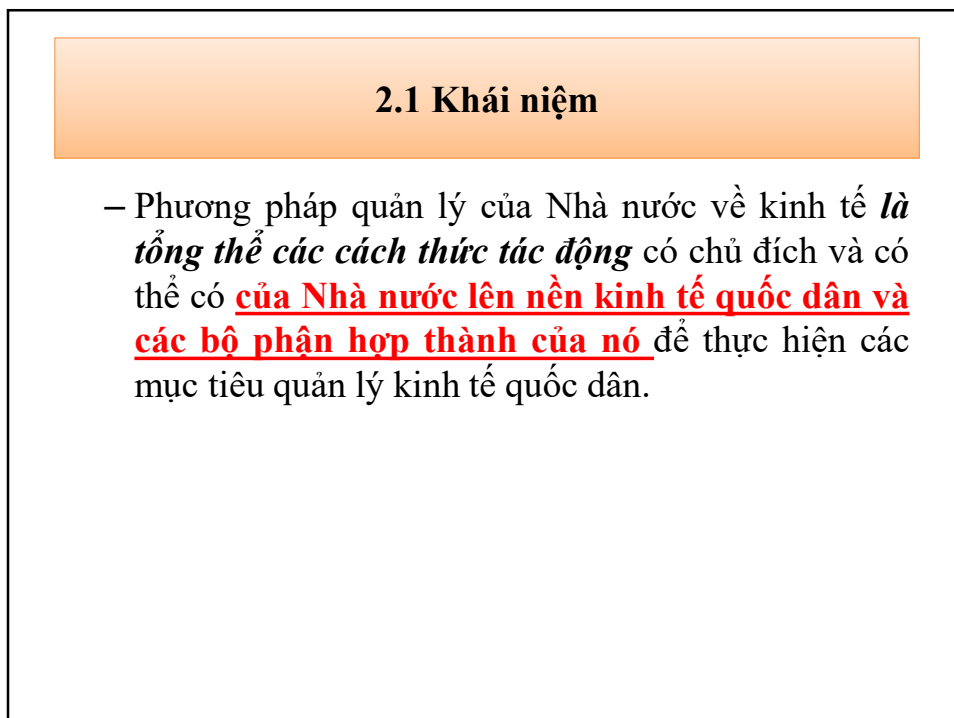 2.1 Khái niệm
– Phương pháp quản lý của Nhà nước về kinh tế là
tổng thể các cách thức tác động có chủ đích và có
thể có của Nhà nước lên nền kinh tế quốc dân và
các bộ phận hợp thành của nó để thực hiện các
mục tiêu quản lý kinh tế quốc dân.